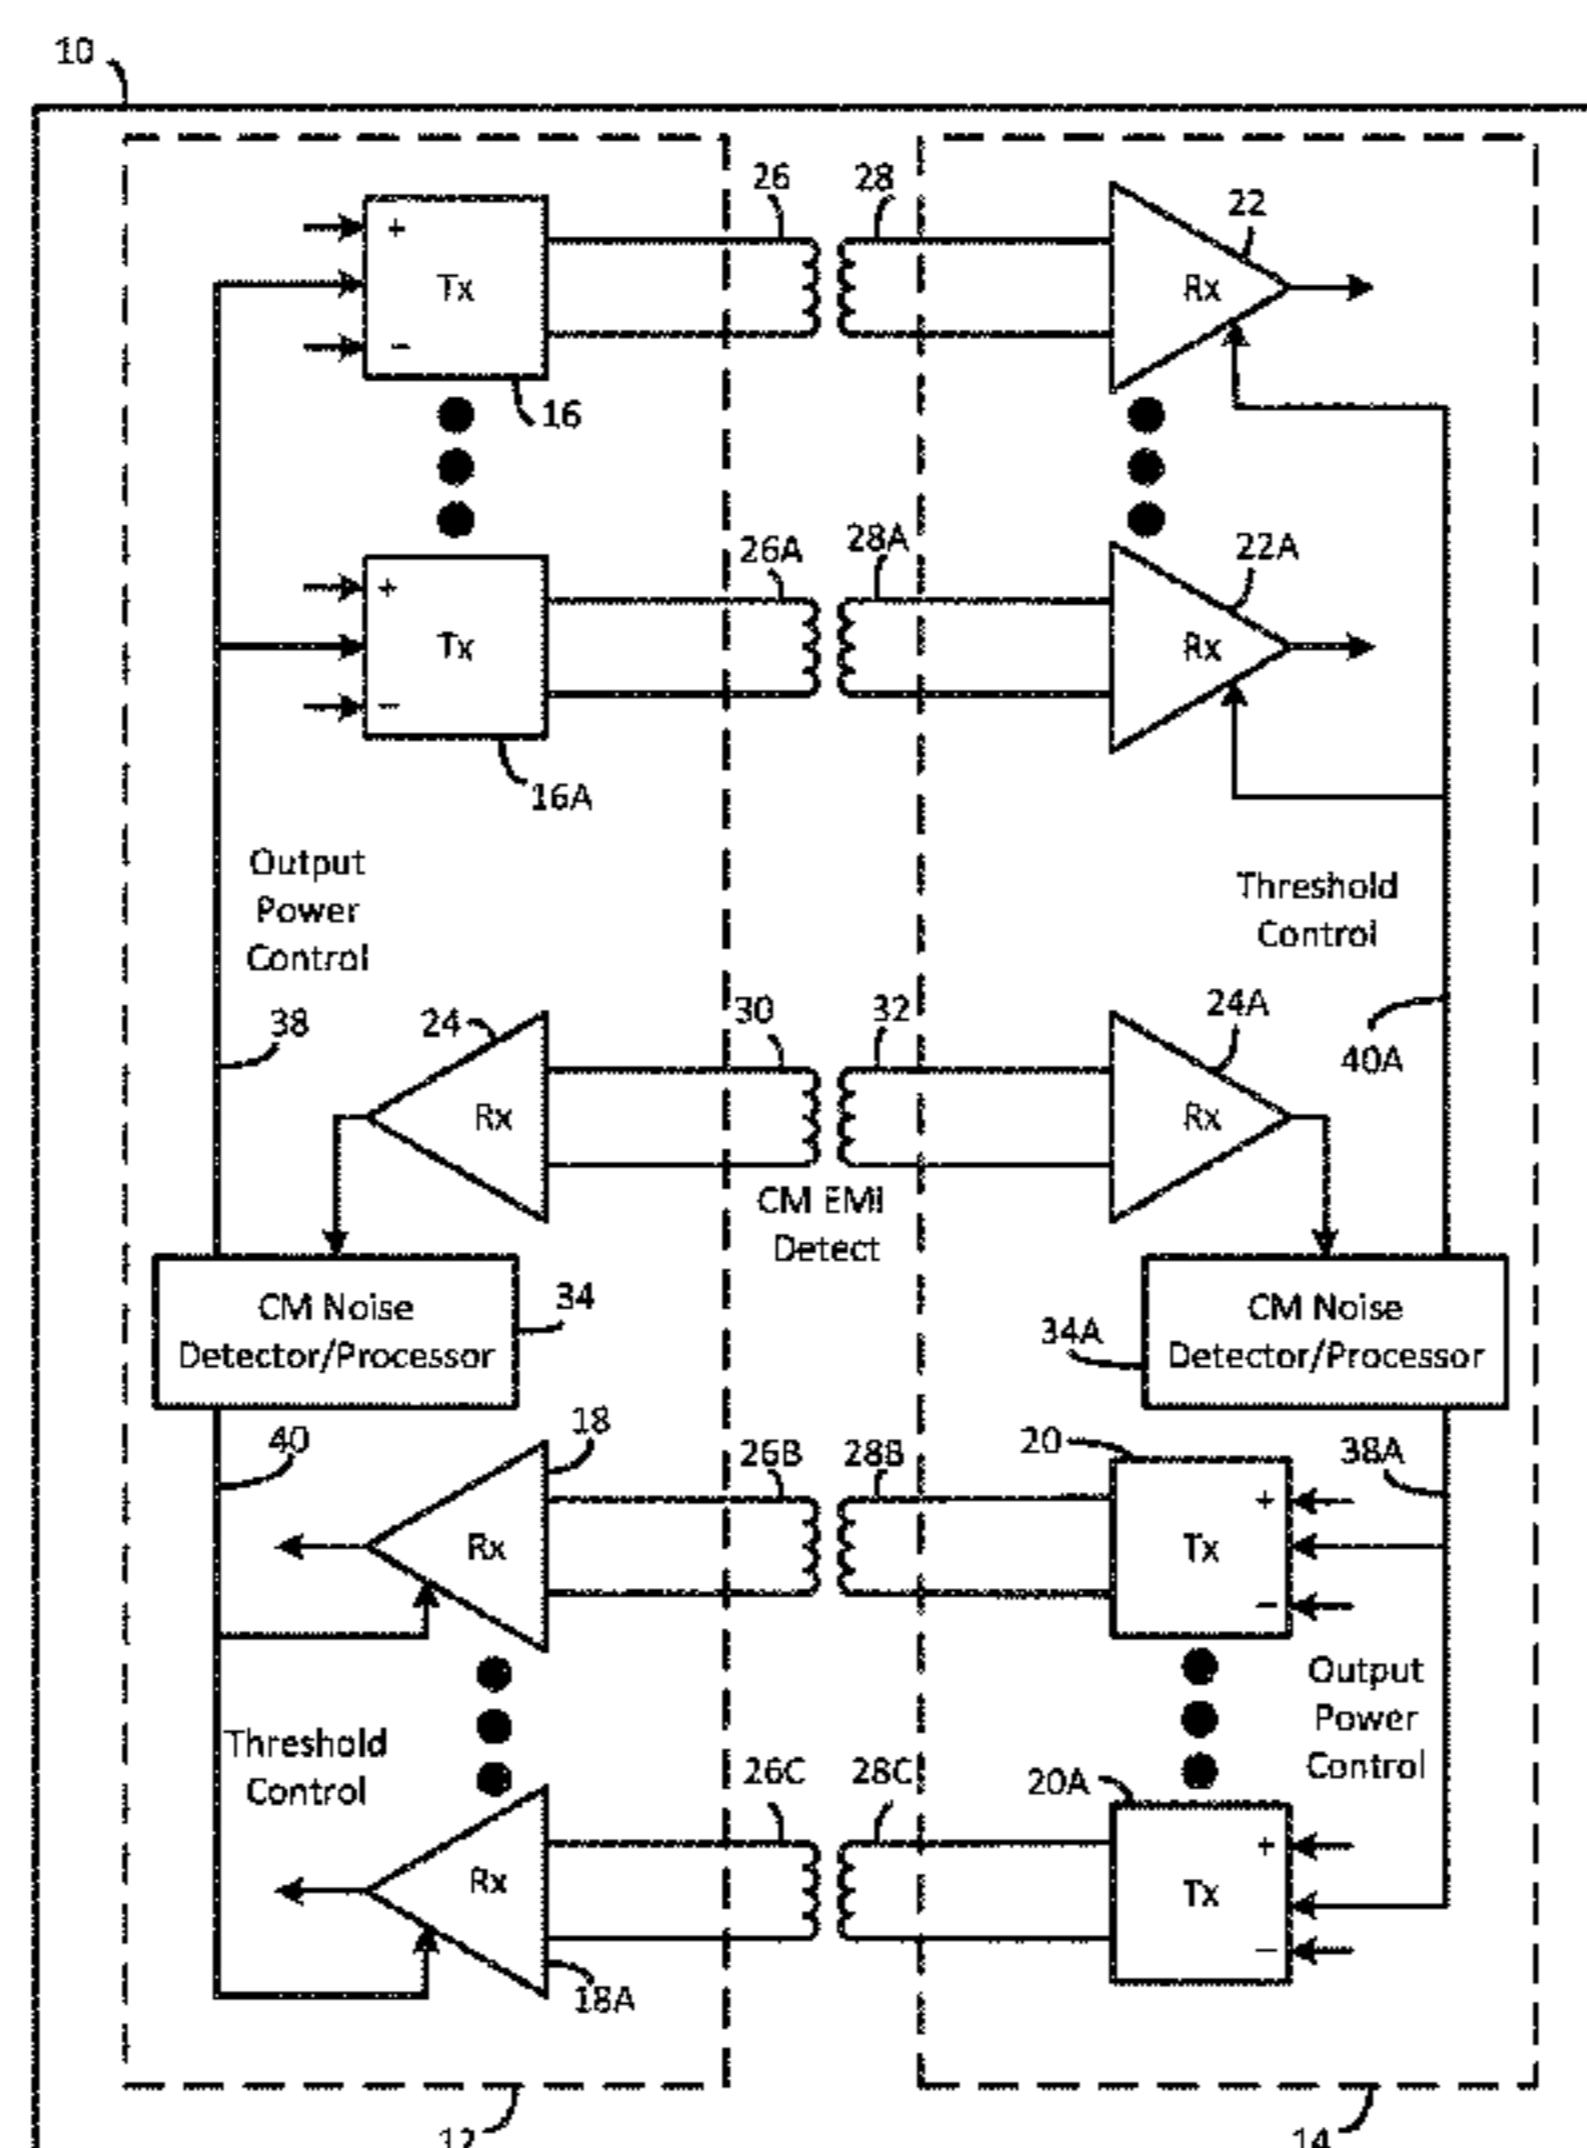 10
26
28
22
+
Tx
−
Rx
16
26A
28A
22A
+
Tx
−
Rx
16A
Output
Power
Control
Threshold
Control
38
24
30
32
24A
40A
Rx
Rx
CM EMI
Detect
CM Noise
Detector/Processor
34
34A
CM Noise
Detector/Processor
40
18
26B
28B
20
38A
Rx
+
Tx
−
Threshold
Control
Output
Power
Control
26C
28C
20A
Rx
+
Tx
−
18A
12
14